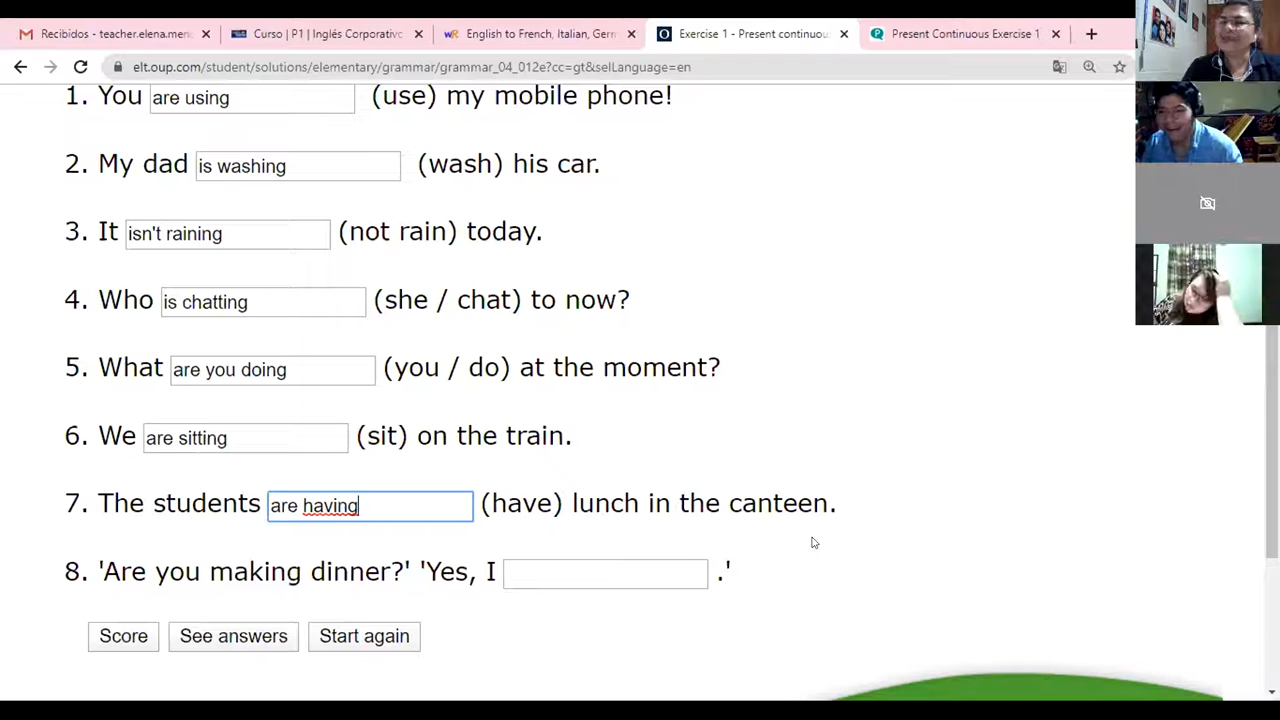 Recibidos - teacher.elena.menc
Curso | P1 | Inglés Corporativo
English to French, Italian, Germ
Exercise 1 - Present continuou
Present Continuous Exercise 1
elt.oup.com/student/solutions/elementary/grammar/grammar_04_012e?cc=gt&selLanguage=en
1. You are using (use) my mobile phone!
2. My dad is washing (wash) his car.
3. It isn't raining (not rain) today.
4. Who is chatting (she / chat) to now?
5. What are you doing (you / do) at the moment?
6. We are sitting (sit) on the train.
7. The students are having (have) lunch in the canteen.
8. 'Are you making dinner?' 'Yes, I .'
Score See answers Start again